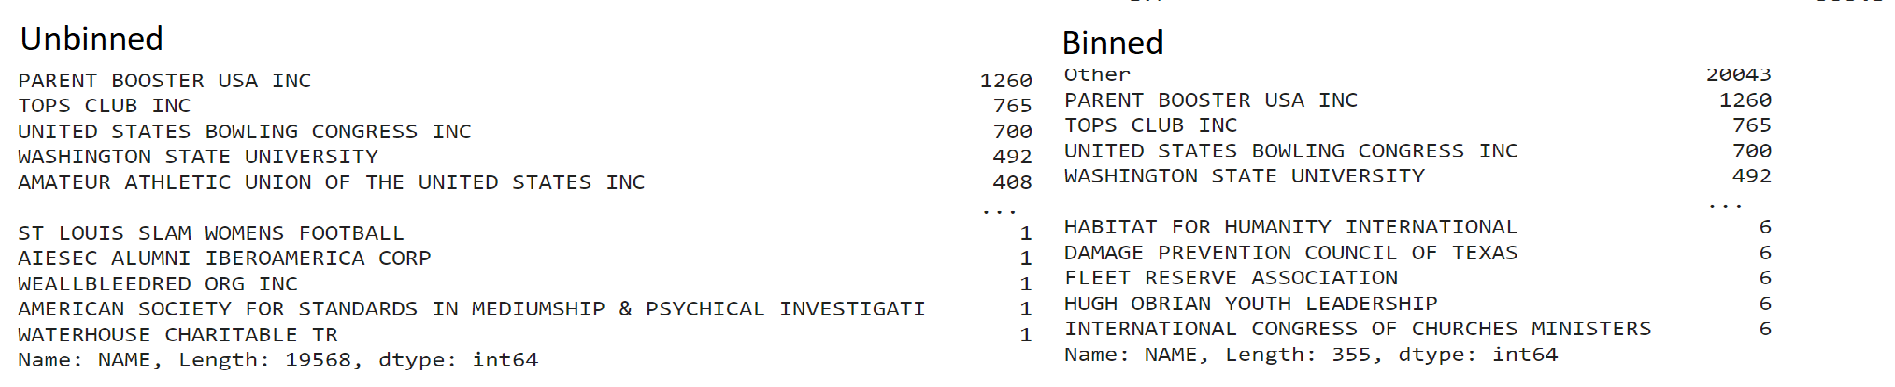 Unbinned
PARENT BOOSTER USA INC 1260
TOPS CLUB INC 765
UNITED STATES BOWLING CONGRESS INC 700
WASHINGTON STATE UNIVERSITY 492
AMATEUR ATHLETIC UNION OF THE UNITED STATES INC 408
...
ST LOUIS SLAM WOMENS FOOTBALL 1
AIESEC ALUMNI IBEROAMERICA CORP 1
WEALLBLEEDRED ORG INC 1
AMERICAN SOCIETY FOR STANDARDS IN MEDIUMSHIP & PSYCHICAL INVESTIGATI 1
WATERHOUSE CHARITABLE TR 1
Name: NAME, Length: 19568, dtype: int64
Binned
Other 20043
PARENT BOOSTER USA INC 1260
TOPS CLUB INC 765
UNITED STATES BOWLING CONGRESS INC 700
WASHINGTON STATE UNIVERSITY 492
...
HABITAT FOR HUMANITY INTERNATIONAL 6
DAMAGE PREVENTION COUNCIL OF TEXAS 6
FLEET RESERVE ASSOCIATION 6
HUGH OBRIAN YOUTH LEADERSHIP 6
INTERNATIONAL CONGRESS OF CHURCHES MINISTERS 6
Name: NAME, Length: 355, dtype: int64